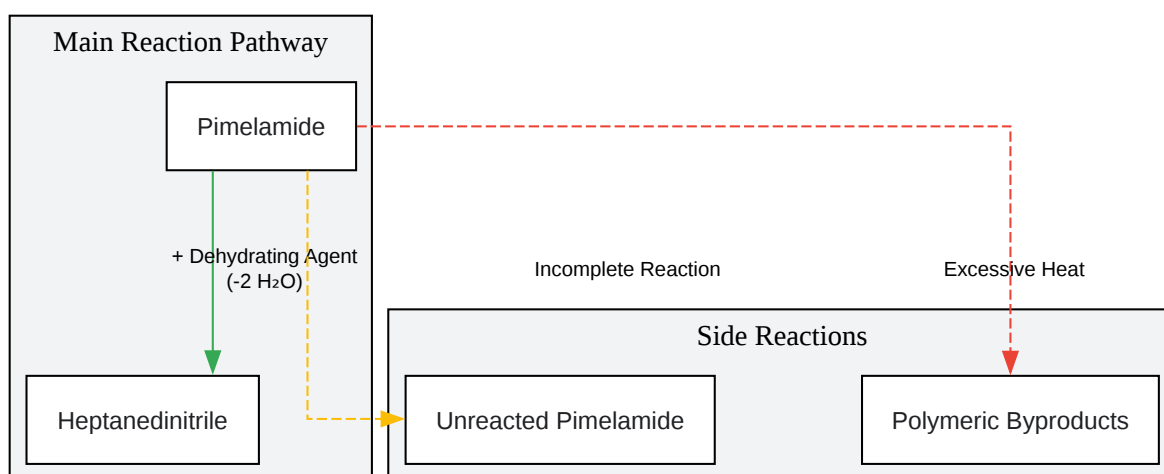 Main Reaction Pathway
Pimelamide
+ Dehydrating Agent
(-2 H₂O)
Incomplete Reaction
Excessive Heat
Side Reactions
Heptanedinitrile
Unreacted Pimelamide
Polymeric Byproducts